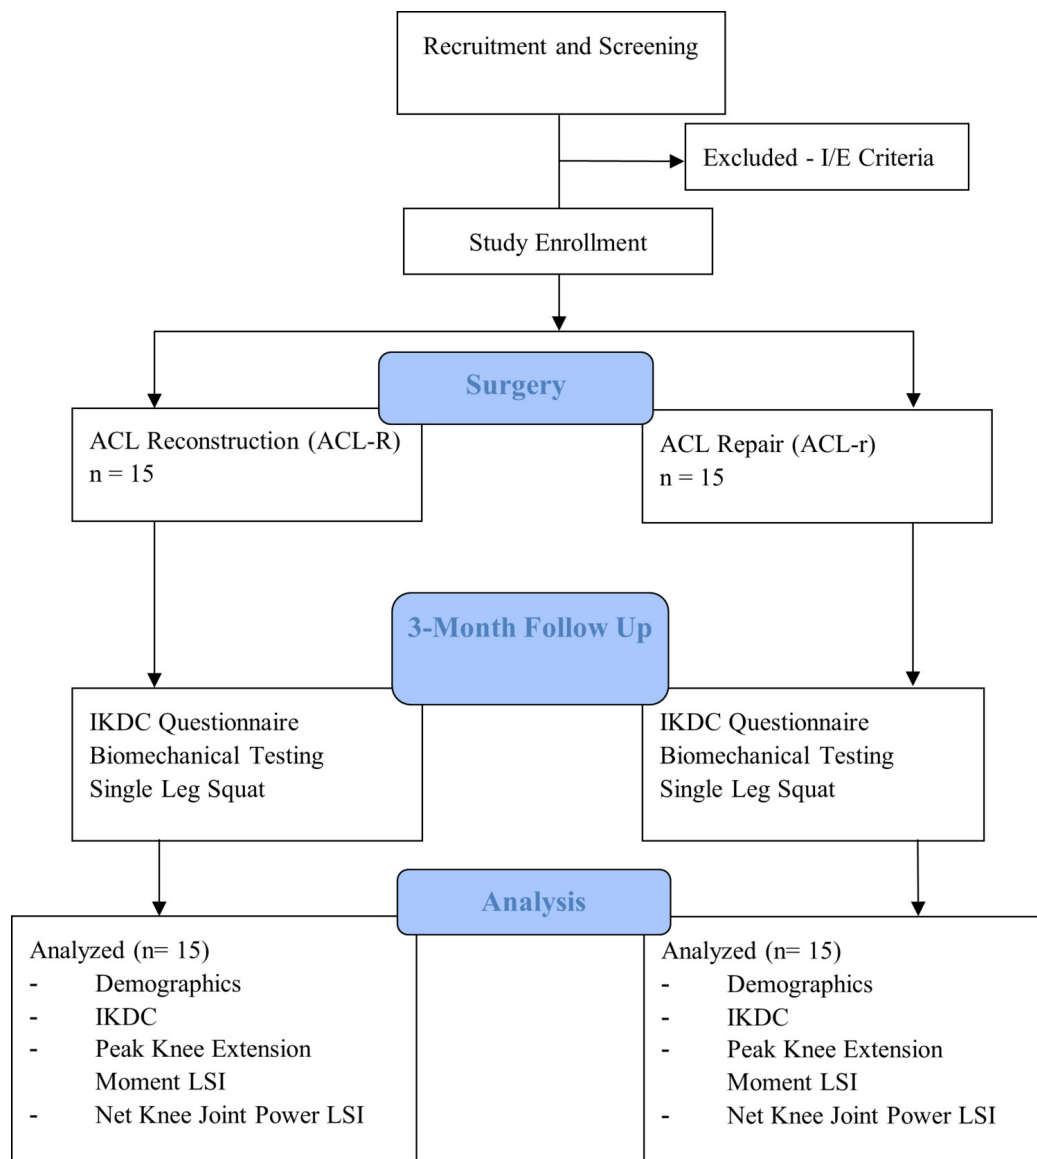 Recruitment and Screening
Excluded - I/E Criteria
Study Enrollment
Surgery
ACL Reconstruction (ACL-R)
n = 15
ACL Repair (ACL-r)
n = 15
3-Month Follow Up
IKDC Questionnaire
Biomechanical Testing
Single Leg Squat
IKDC Questionnaire
Biomechanical Testing
Single Leg Squat
Analysis
Analyzed (n= 15)
- Demographics
- IKDC
- Peak Knee Extension
Moment LSI
- Net Knee Joint Power LSI
Analyzed (n= 15)
- Demographics
- IKDC
- Peak Knee Extension
Moment LSI
- Net Knee Joint Power LSI